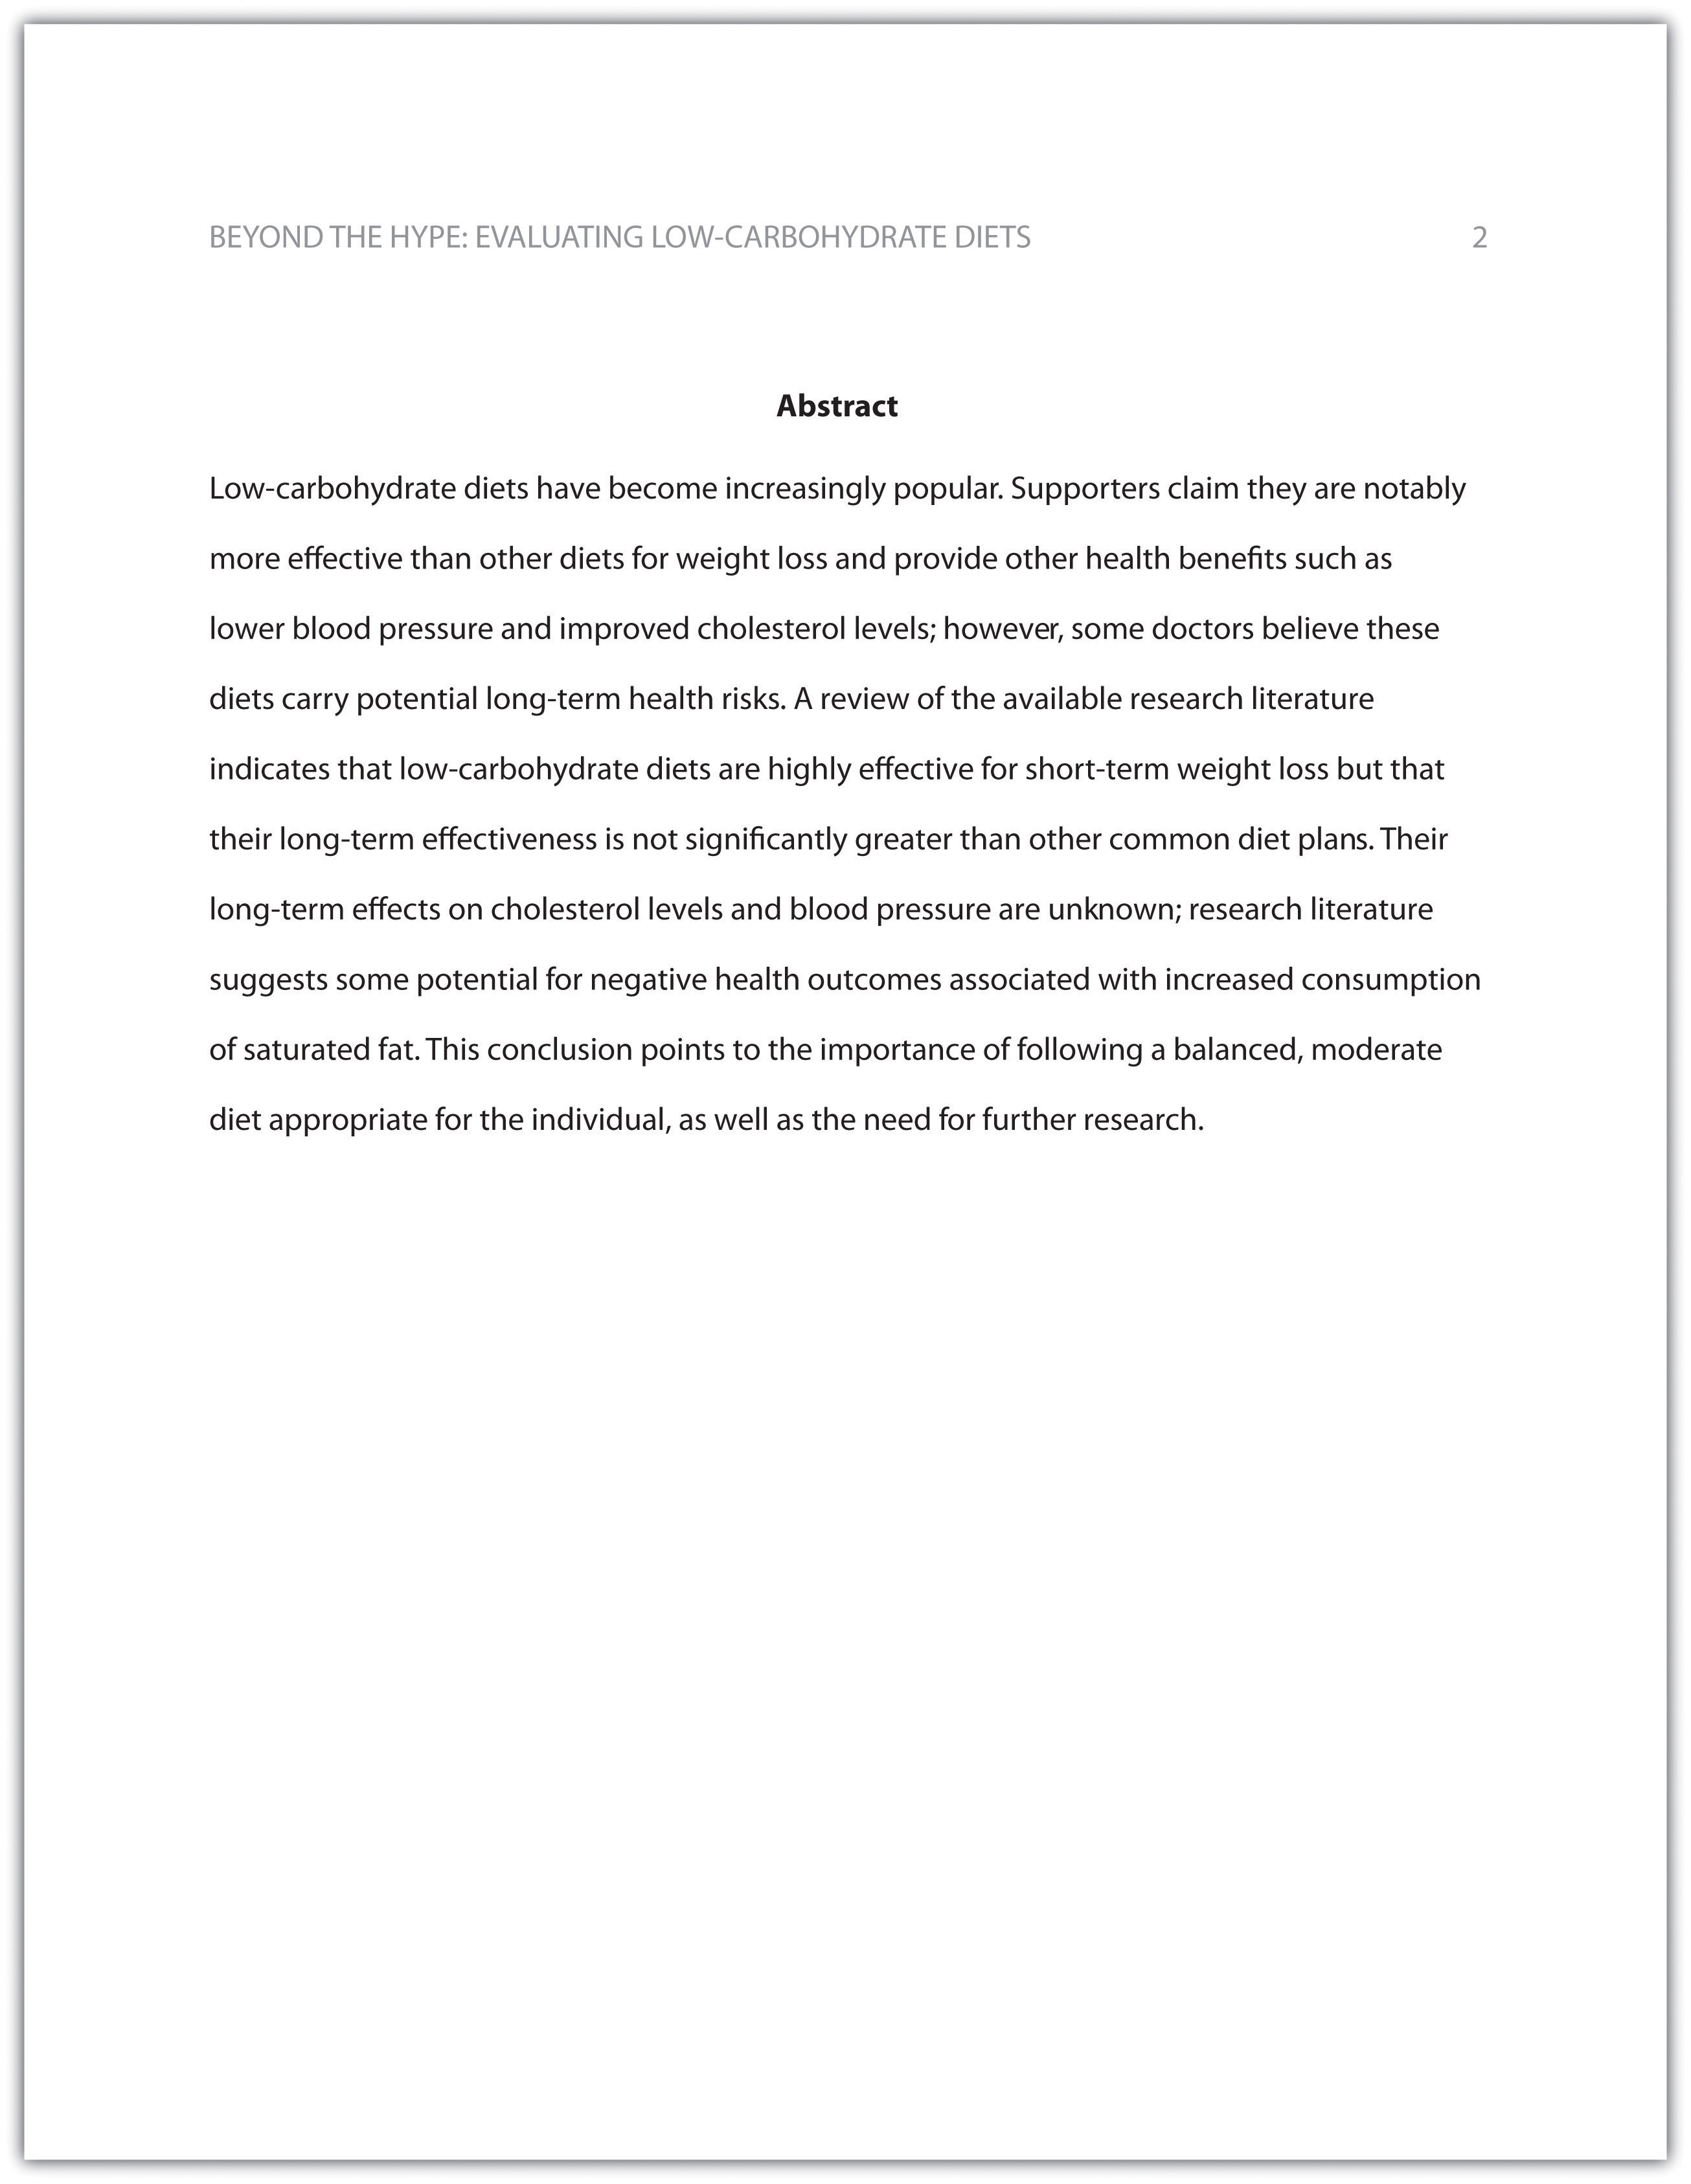 BEYOND THE HYPE: EVALUATING LOW-CARBOHYDRATE DIETS 2
Abstract
Low-carbohydrate diets have become increasingly popular. Supporters claim they are notably
more effective than other diets for weight loss and provide other health benefits such as
lower blood pressure and improved cholesterol levels; however, some doctors believe these
diets carry potential long-term health risks. A review of the available research literature
indicates that low-carbohydrate diets are highly effective for short-term weight loss but that
their long-term effectiveness is not significantly greater than other common diet plans. Their
long-term effects on cholesterol levels and blood pressure are unknown; research literature
suggests some potential for negative health outcomes associated with increased consumption
of saturated fat. This conclusion points to the importance of following a balanced, moderate
diet appropriate for the individual, as well as the need for further research.